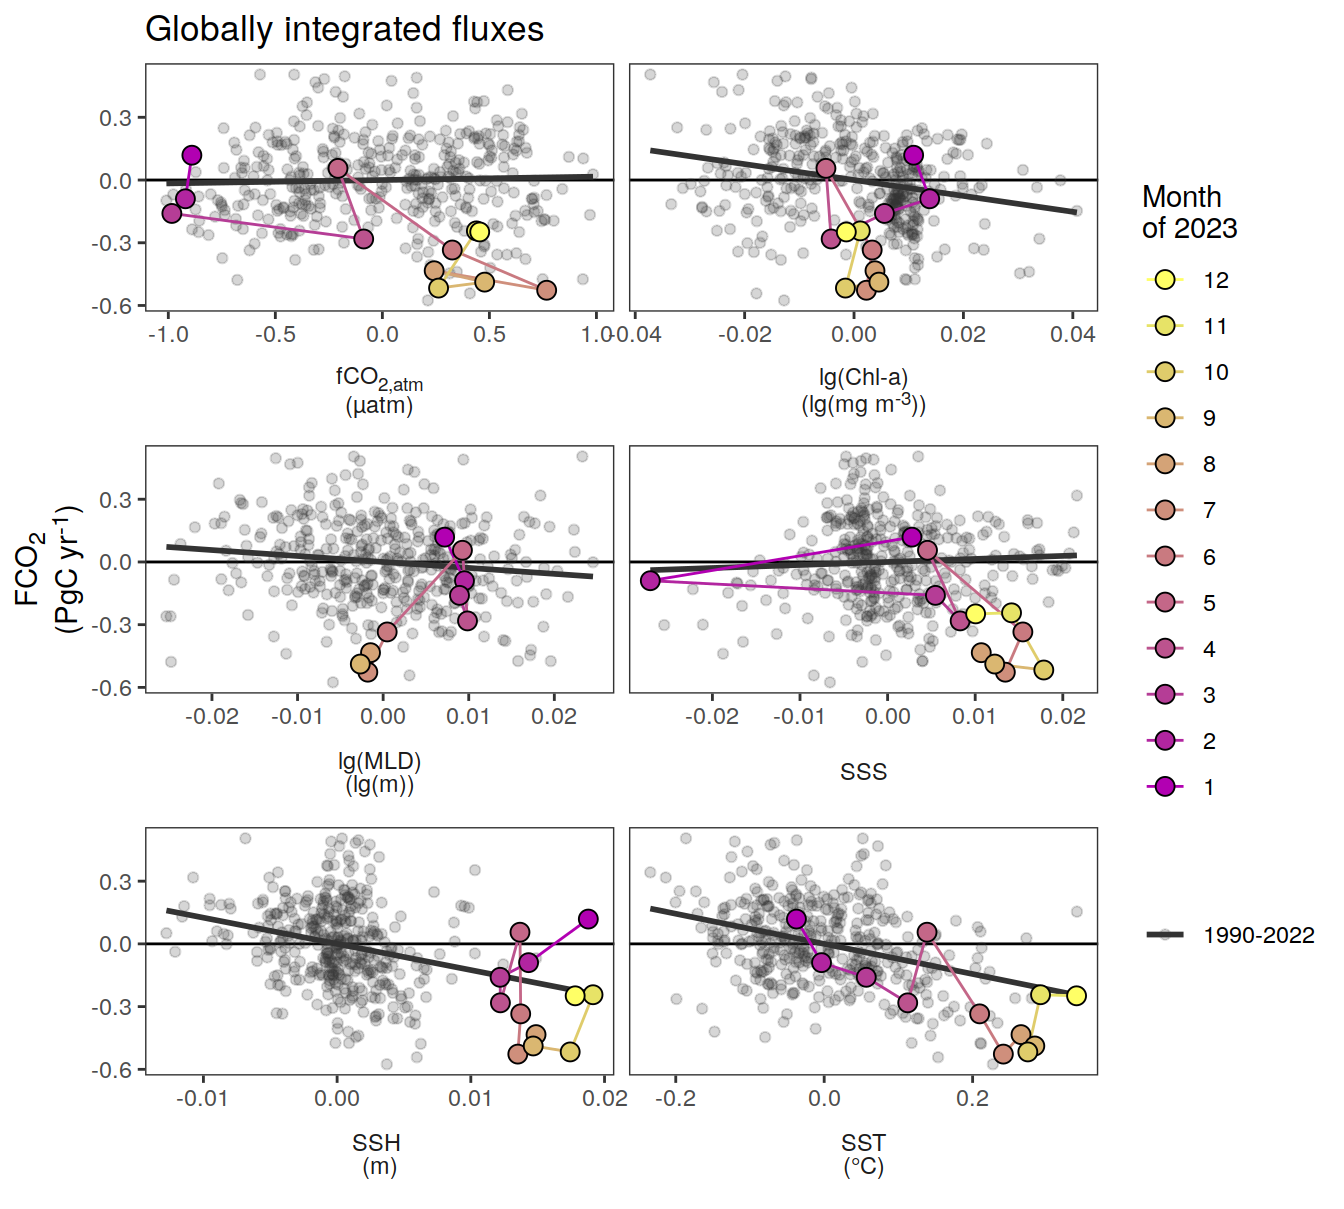 Globally integrated fluxes
0.3
0.0
-0.3
-0.6
-1.0 -0.5 0.0 0.5 1.0
-0.04 -0.02 0.00 0.02 0.04
fCO2,atm
(µatm)
lg(Chl-a)
(lg(mg m-3))
FCO2
(PgC yr-1)
0.3
0.0
-0.3
-0.6
-0.02 -0.01 0.00 0.01 0.02
-0.02 -0.01 0.00 0.01 0.02
lg(MLD)
(lg(m))
SSS
0.3
0.0
-0.3
-0.6
-0.01 0.00 0.01 0.02
-0.2 0.0 0.2
SSH
(m)
SST
(°C)
Month
of 2023
12
11
10
9
8
7
6
5
4
3
2
1
1990-2022